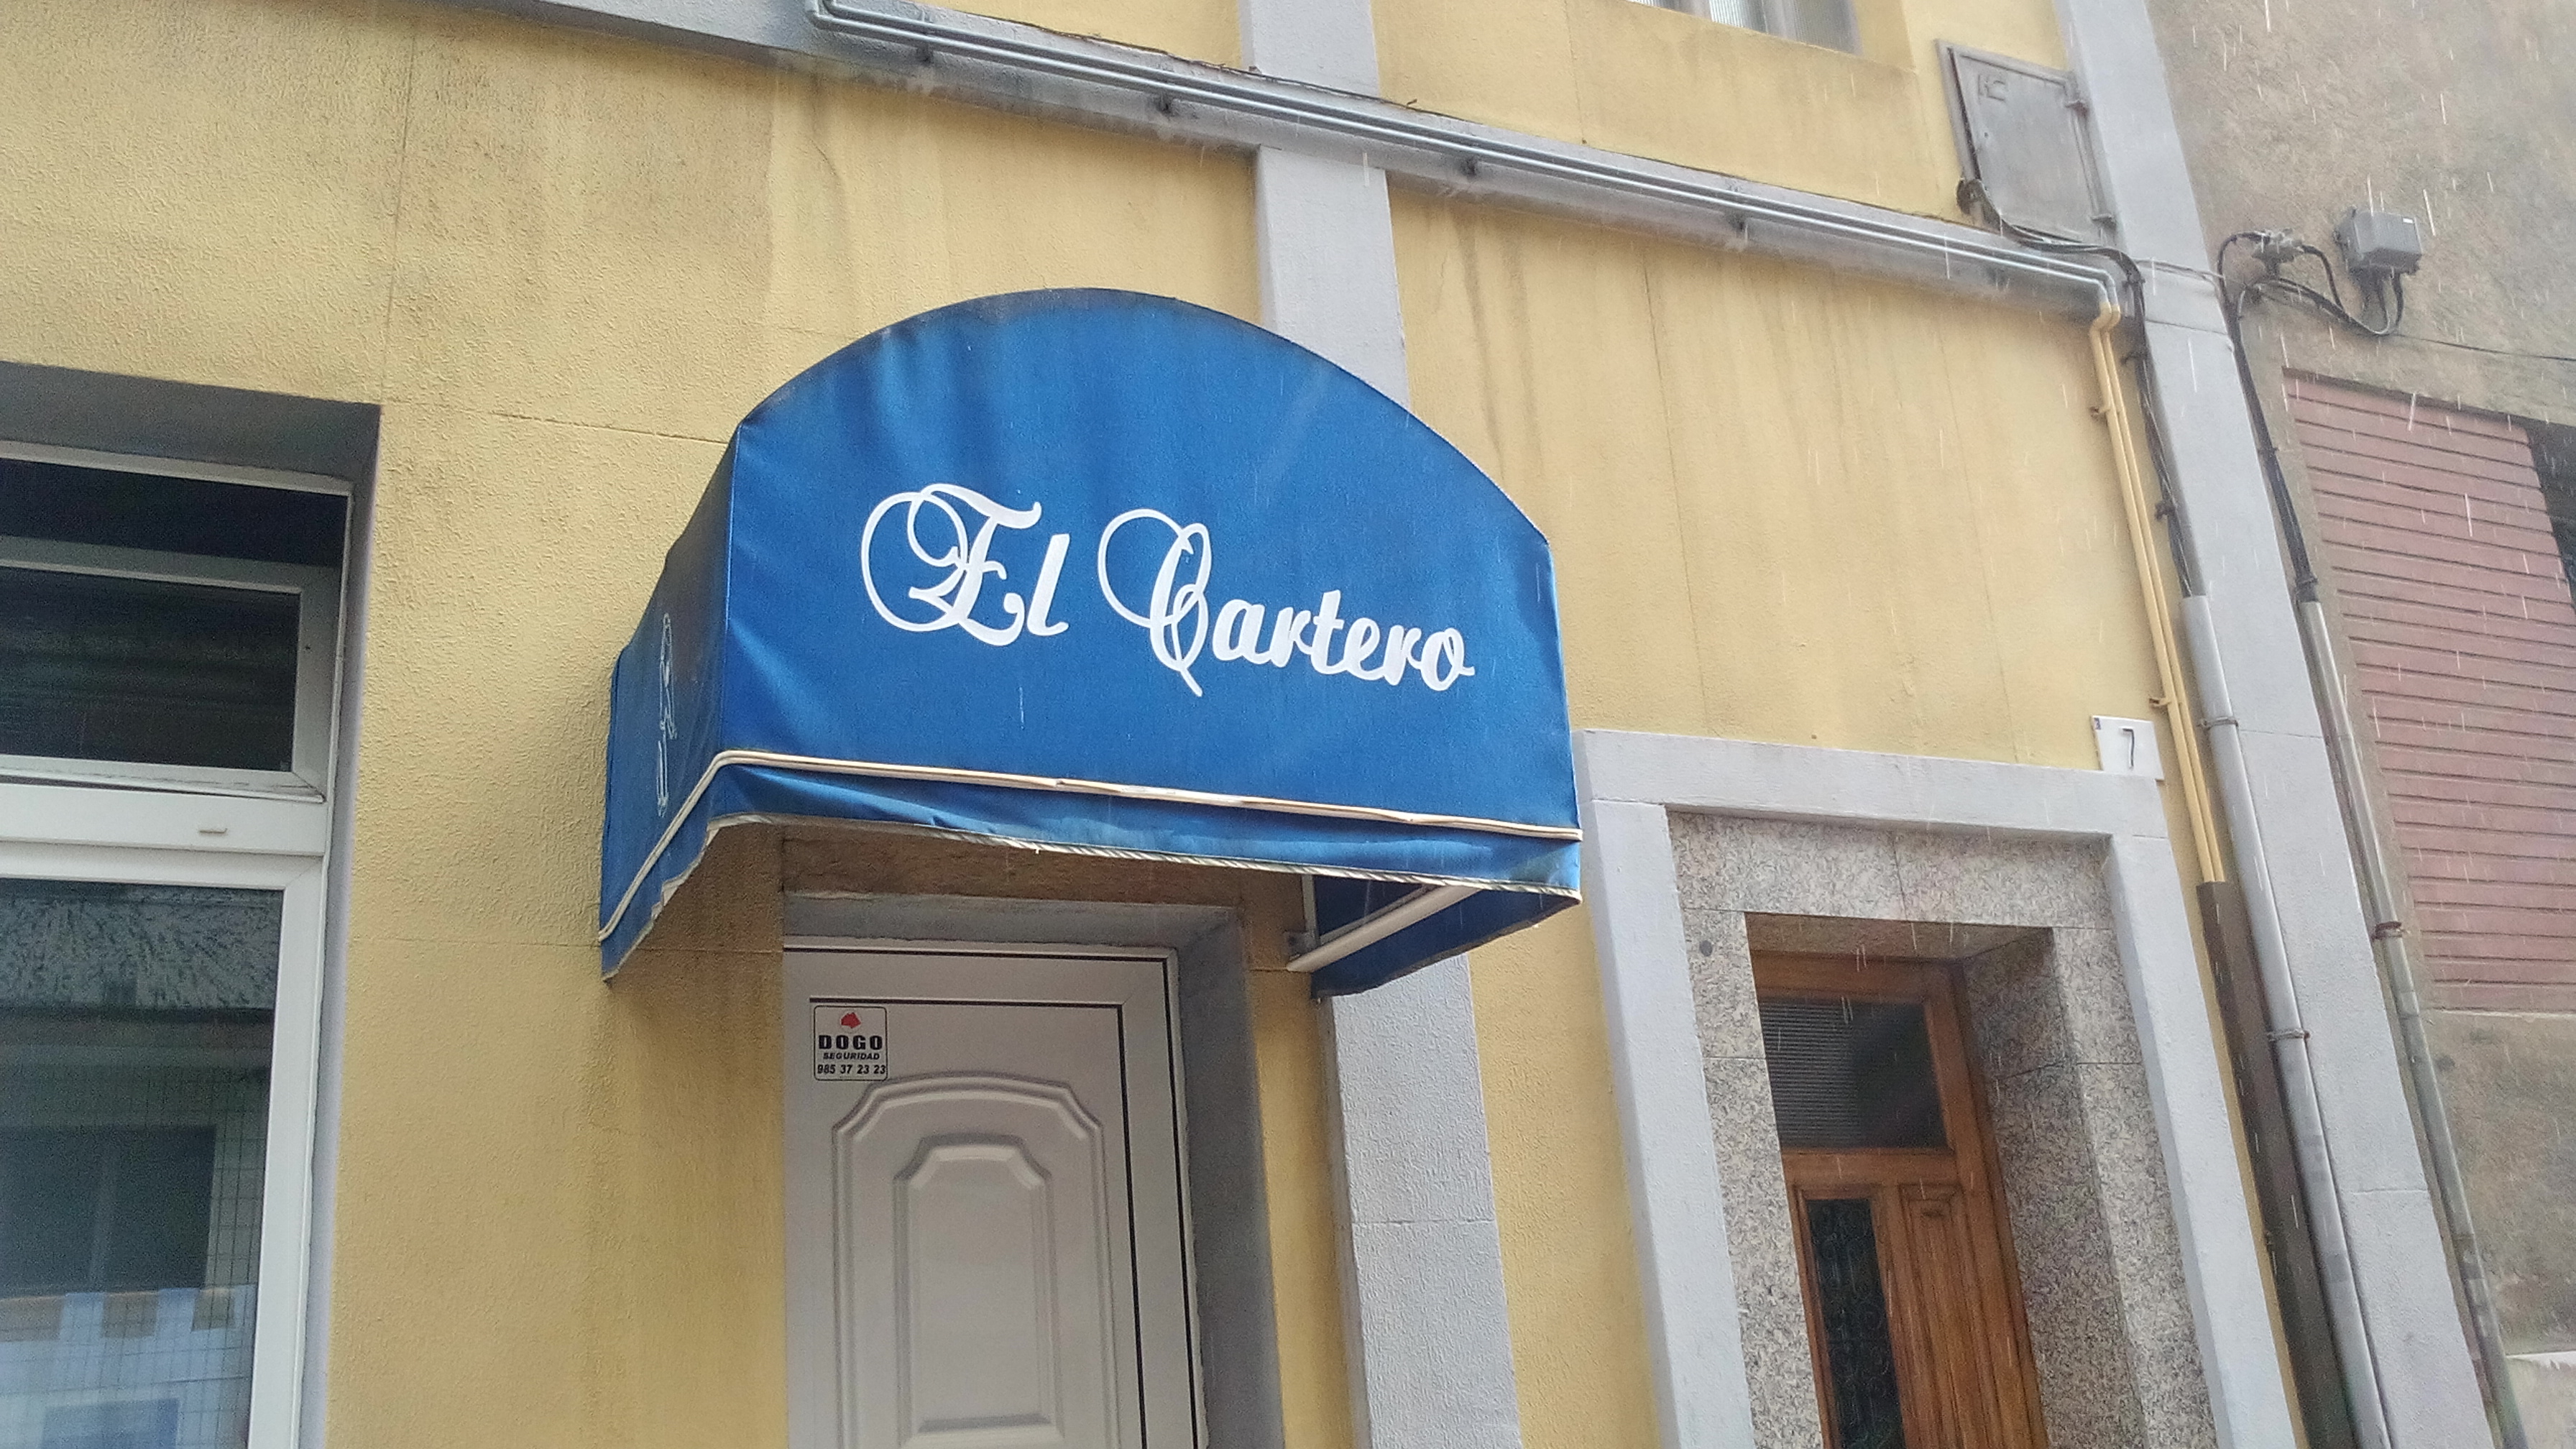 El Cartero
7
DOGO
SEGURIDAD
985 37 23 23